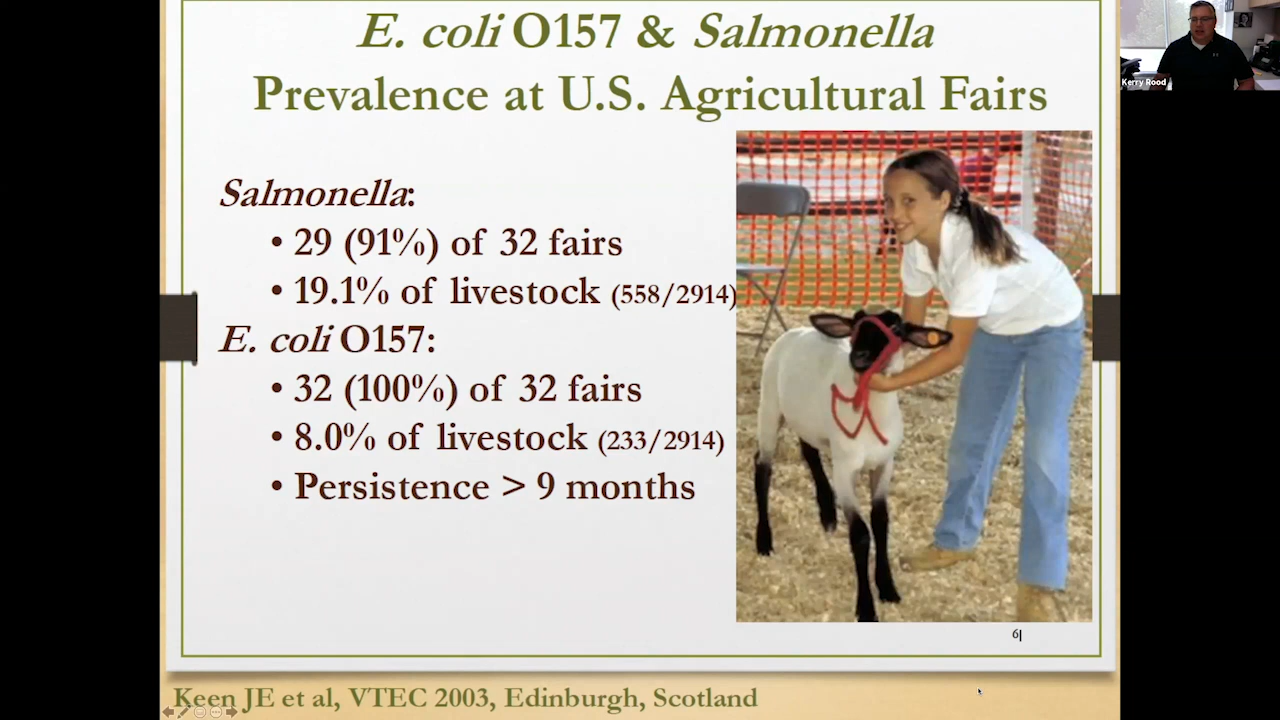 E. coli O157 & Salmonella
Prevalence at U.S. Agricultural Fairs
Kerry Rood
Salmonella:
• 29 (91%) of 32 fairs
• 19.1% of livestock (558/2914)
E. coli O157:
• 32 (100%) of 32 fairs
• 8.0% of livestock (233/2914)
• Persistence > 9 months
6
Keen JE et al, VTEC 2003, Edinburgh, Scotland